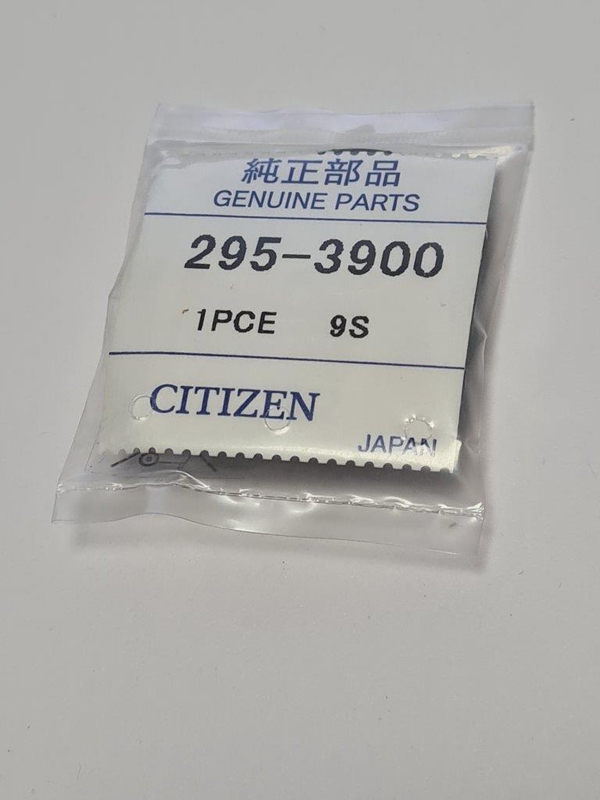 純正部品
GENUINE PARTS
295-3900
1PCE 9S
CITIZEN
JAPAN